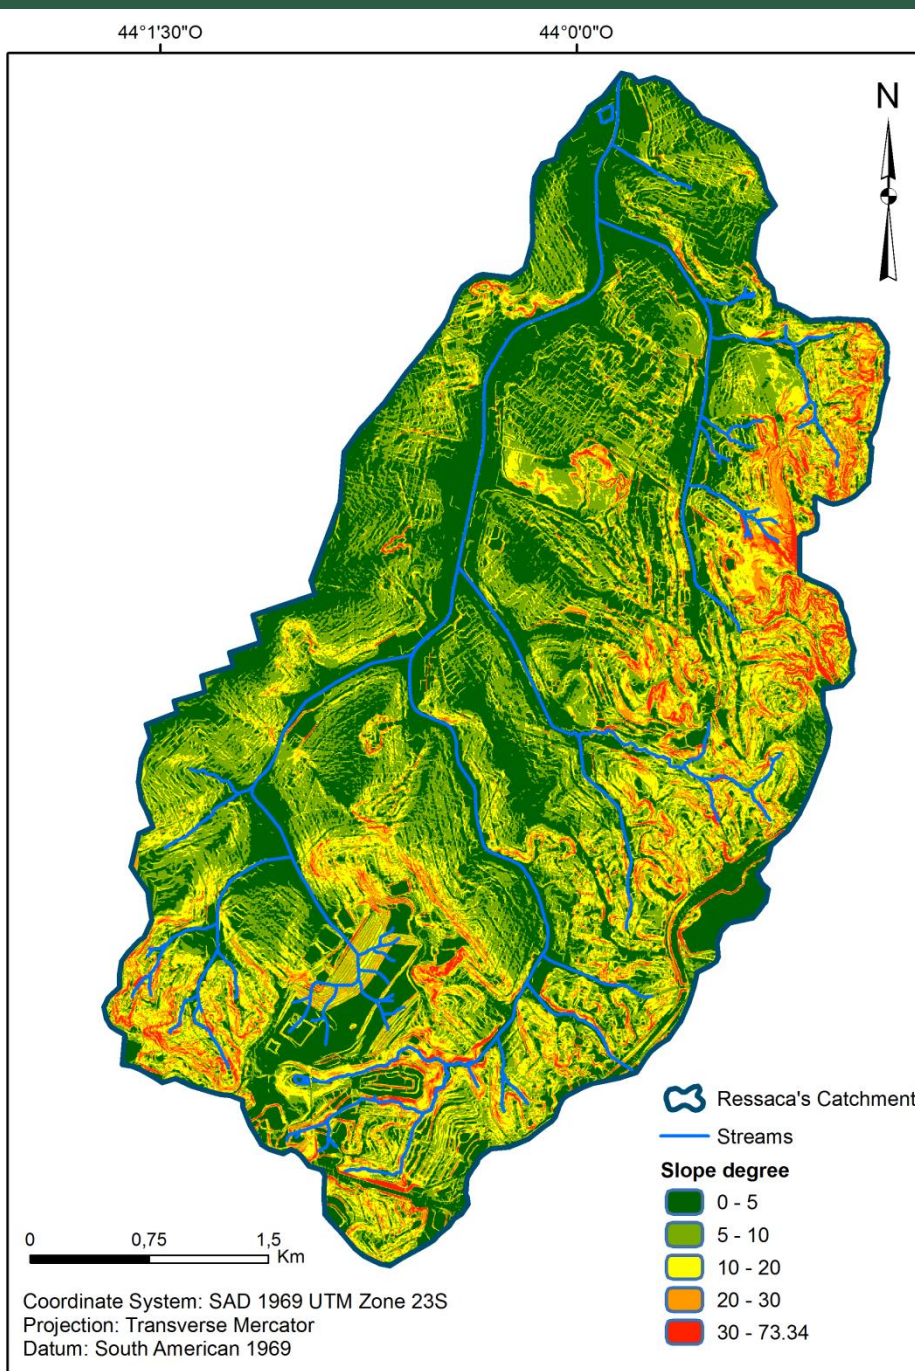 44°1'30"O 44°0'0"O
N
Ressaca's Catchment
Streams
Slope degree
0 - 5
5 - 10
10 - 20
20 - 30
30 - 73.34
0 0,75 1,5
Km
Coordinate System: SAD 1969 UTM Zone 23S
Projection: Transverse Mercator
Datum: South American 1969